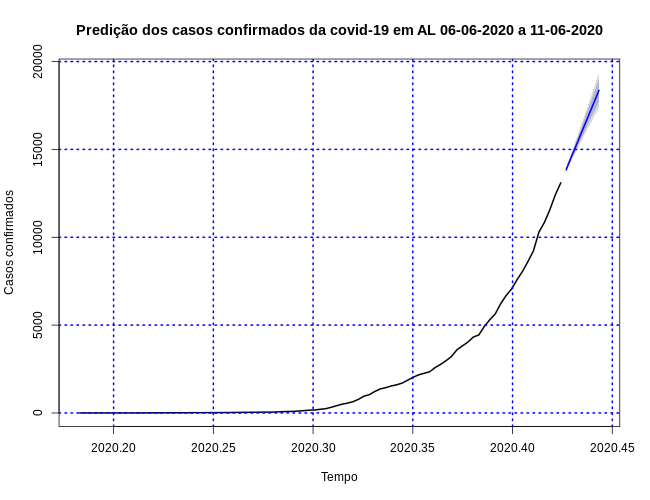 Predição dos casos confirmados da covid-19 em AL 06-06-2020 a 11-06-2020
Casos confirmados
20000
15000
10000
5000
0
2020.20 2020.25 2020.30 2020.35 2020.40 2020.45
Tempo